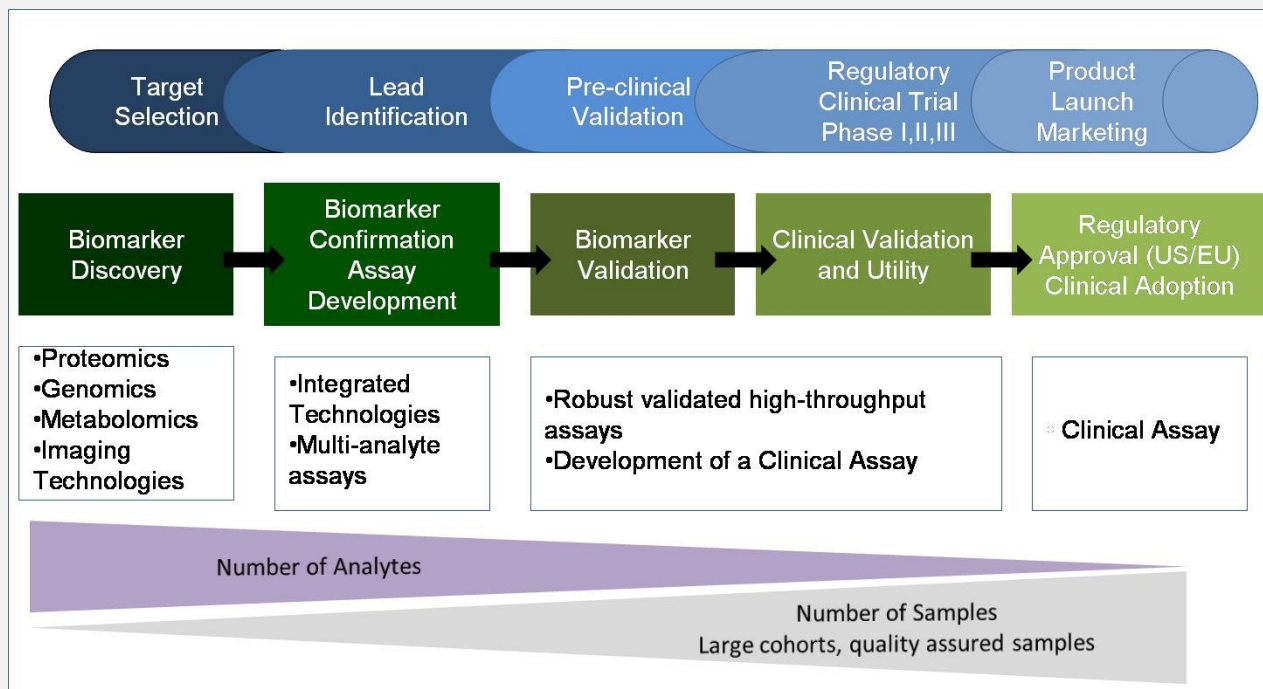 Target
Selection
Lead
Identification
Pre-clinical
Validation
Regulatory
Clinical Trial
Phase I,II,III
Product
Launch
Marketing
Biomarker
Discovery
Biomarker
Confirmation
Assay
Development
Biomarker
Validation
Clinical Validation
and Utility
Regulatory
Approval (US/EU)
Clinical Adoption
•Proteomics
•Genomics
•Metabolomics
•Imaging
Technologies
•Integrated
Technologies
•Multi-analyte
assays
•Robust validated high-throughput
assays
•Development of a Clinical Assay
Clinical Assay
Number of Analytes
Number of Samples
Large cohorts, quality assured samples